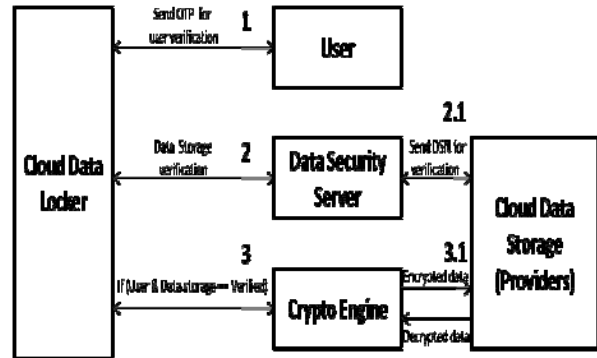 Send OTP for
user verification
1
User
2.1
Data Storage
verification
2
Data Security
Server
Send DSN for
verification
Cloud Data
Locker
Cloud Data
Storage
(Providers)
3
If (User & Data storage == Verified)
Crypto Engine
3.1
Encrypted data
Decrypted data